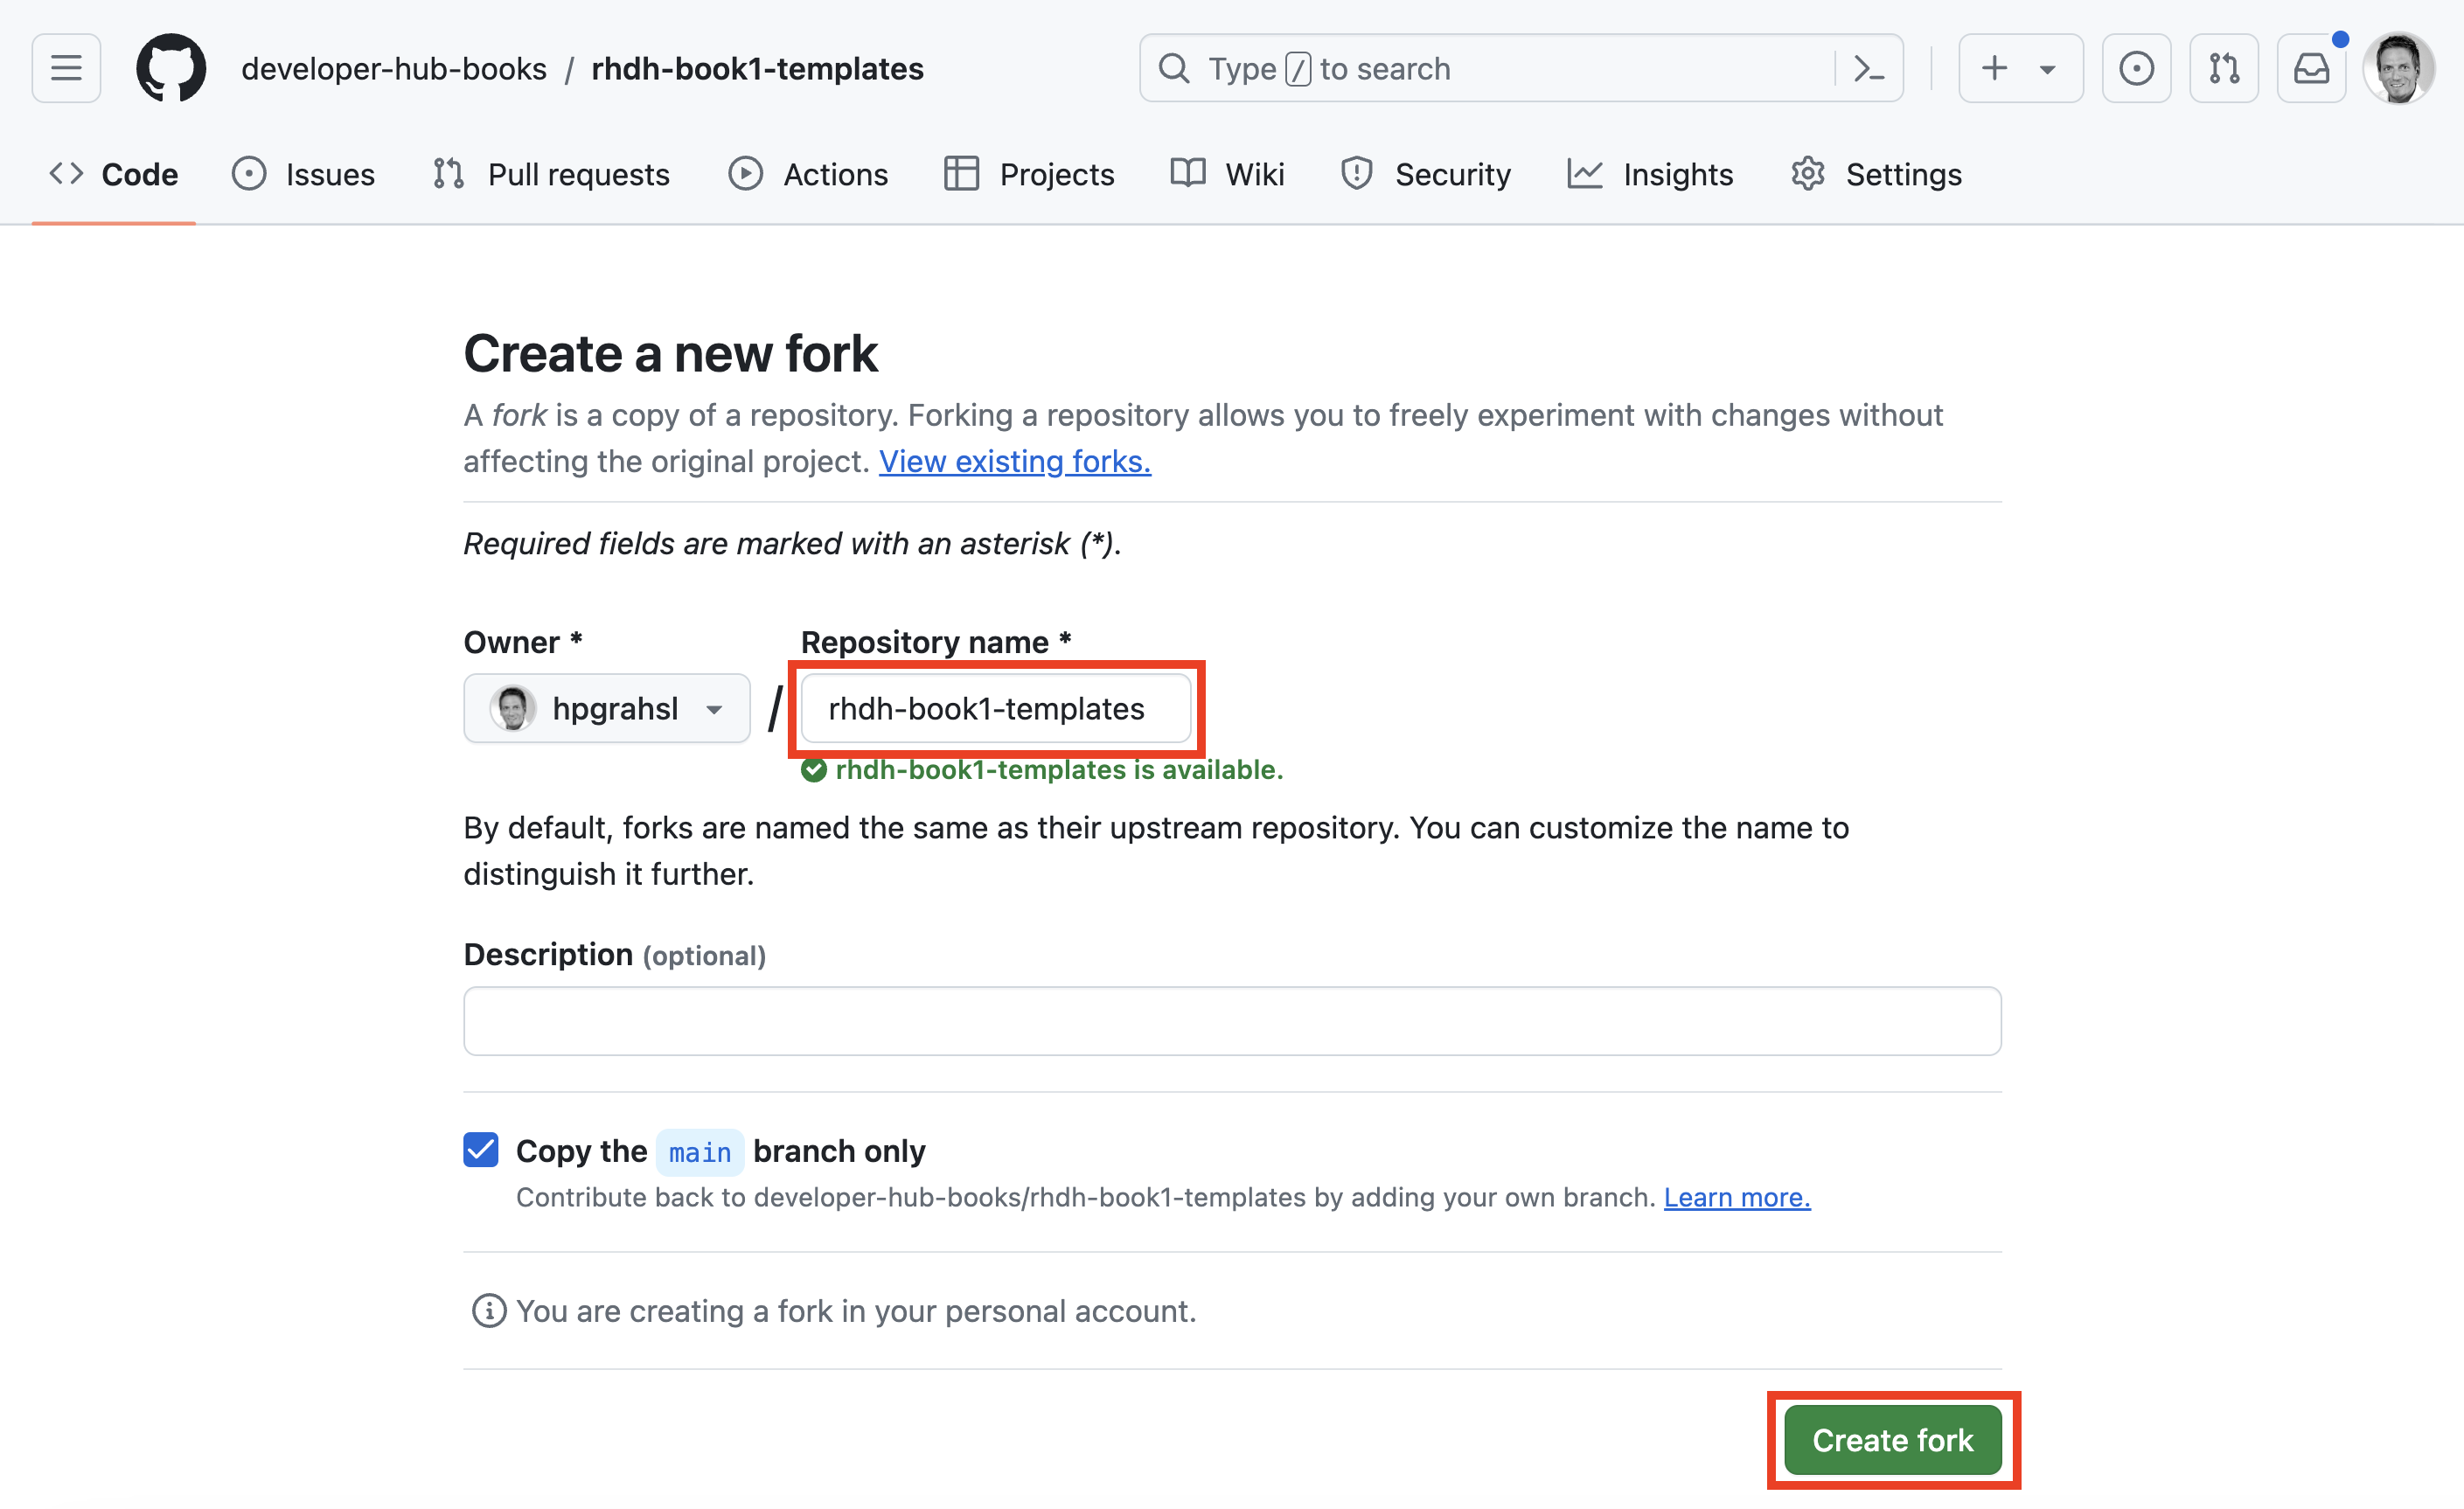 developer-hub-books / rhdh-book1-templates
Type / to search
Code Issues Pull requests Actions Projects Wiki Security Insights Settings
Create a new fork
A fork is a copy of a repository. Forking a repository allows you to freely experiment with changes without
affecting the original project. View existing forks.
Required fields are marked with an asterisk (*).
Owner * Repository name *
hpgrahsl / rhdh-book1-templates
rhdh-book1-templates is available.
By default, forks are named the same as their upstream repository. You can customize the name to
distinguish it further.
Description (optional)
Copy the main branch only
Contribute back to developer-hub-books/rhdh-book1-templates by adding your own branch. Learn more.
You are creating a fork in your personal account.
Create fork